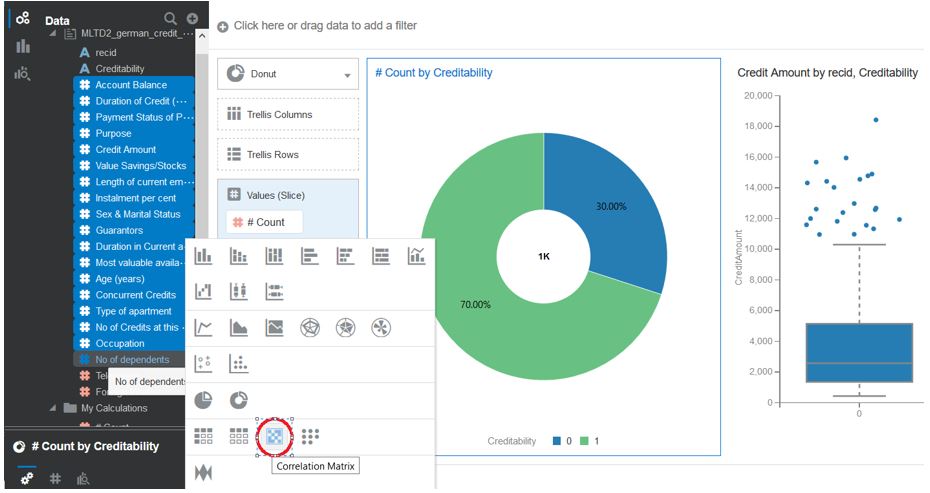 Data
MLTD2_german_credit_...
recid
Creditability
Account Balance
Duration of Credit (...
Payment Status of P...
Purpose
Credit Amount
Value Savings/Stocks
Length of current em...
Instalment per cent
Sex & Marital Status
Guarantors
Duration in Current a
Most valuable availa
Age (years)
Concurrent Credits
Type of apartment
No of Credits at this
Occupation
No of dependents
Tel
No of dependents
For
My Calculations
# Count by Creditability
Click here or drag data to add a filter
Donut
Trellis Columns
Trellis Rows
Values (Slice)
# Count
Correlation Matrix
# Count by Creditability
30.00%
1K
70.00%
Creditability 0 1
Credit Amount by recid, Creditability
20,000
18,000
16,000
14,000
12,000
10,000
8,000
6,000
4,000
2,000
0
CreditAmount
0